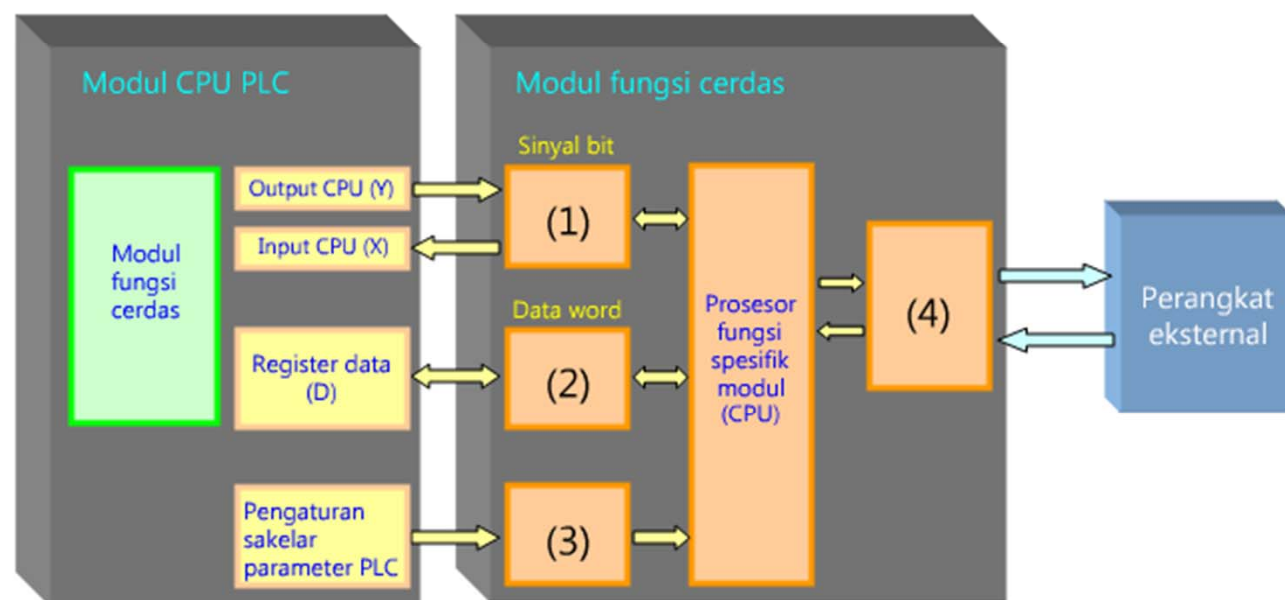 Modul CPU PLC
Modul
fungsi
cerdas
Output CPU (Y)
Input CPU (X)
Register data
(D)
Pengaturan
sakelar
parameter PLC
Modul fungsi cerdas
Sinyal bit
(1)
Data word
(2)
(3)
Prosesor
fungsi
spesifik
modul
(CPU)
(4)
Perangkat
eksternal